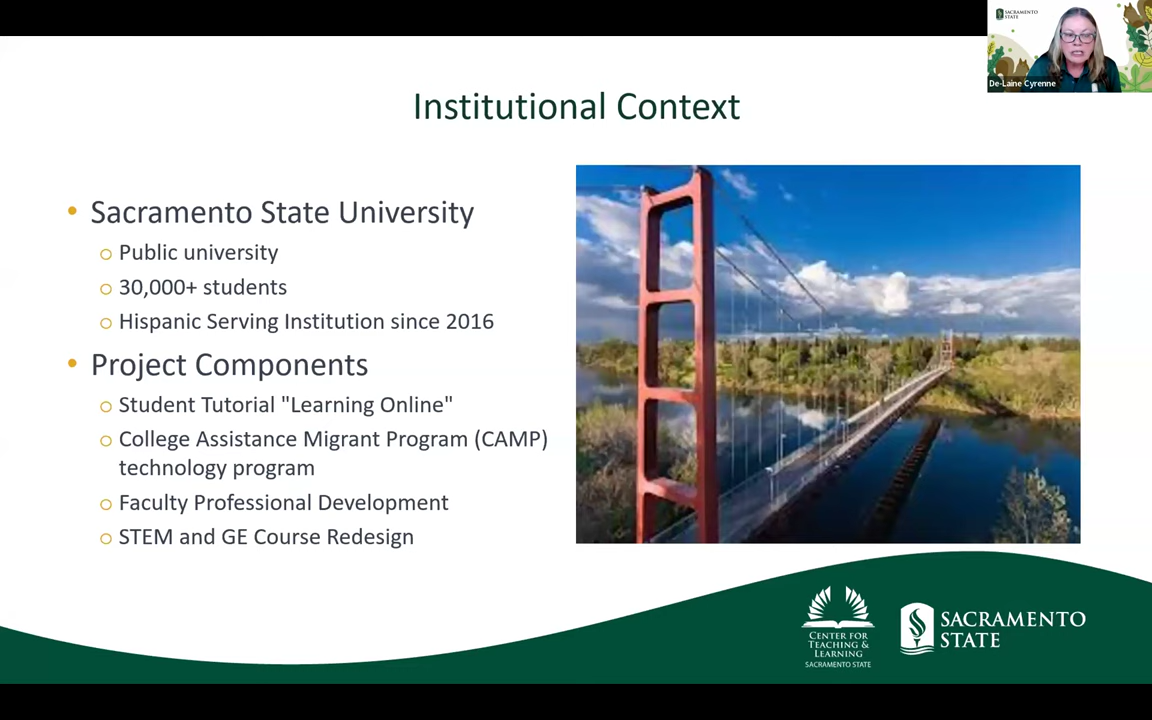 SACRAMENTO
STATE
De-Laine Cyrenne
Institutional Context
• Sacramento State University
o Public university
o 30,000+ students
o Hispanic Serving Institution since 2016
• Project Components
o Student Tutorial "Learning Online"
o College Assistance Migrant Program (CAMP)
technology program
o Faculty Professional Development
o STEM and GE Course Redesign
CENTER FOR
TEACHING &
LEARNING
SACRAMENTO STATE
SACRAMENTO
STATE